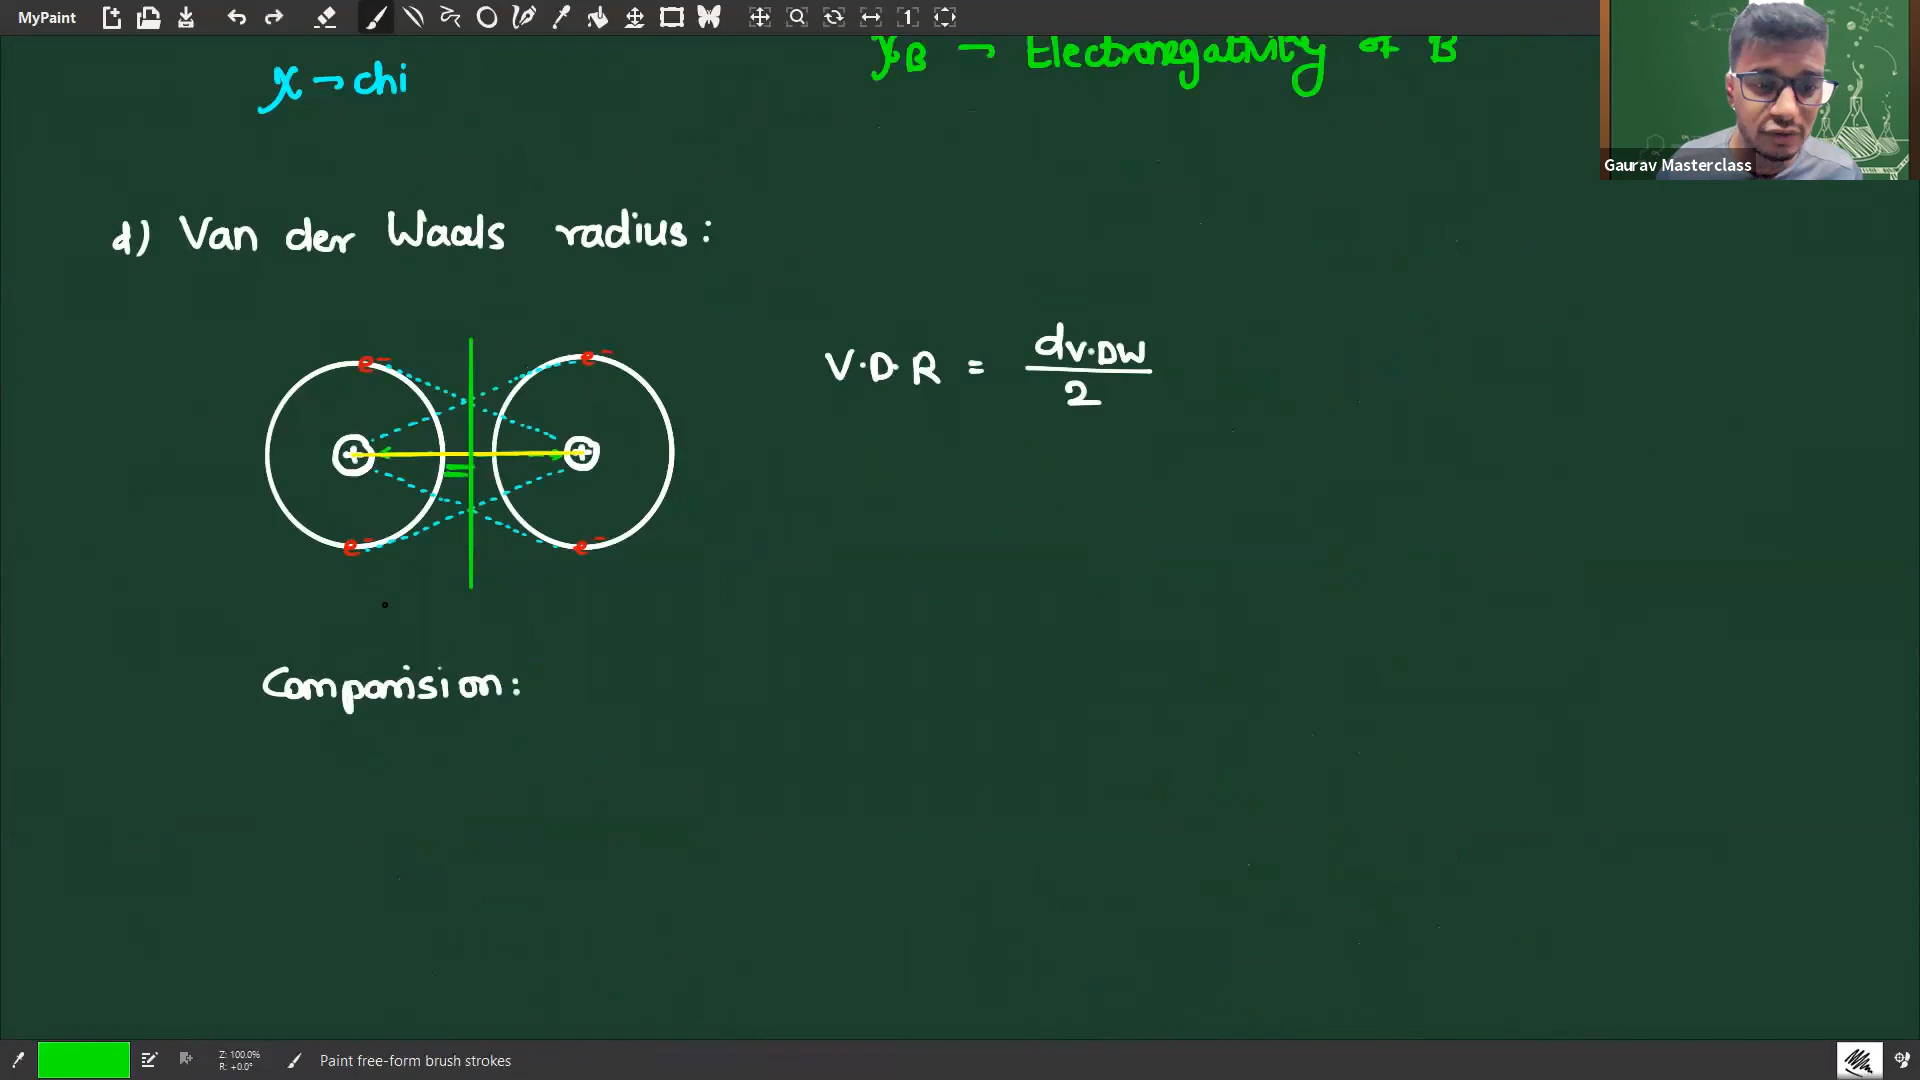 MyPaint
x → chi
χB → Electronegativity of B
Gaurav Masterclass
d) Van der Waals radius:
e- e-
V.D.R = dV.DW / 2
+ +
e- e-
Comparision:
Z: 100.0%
R: +0.0°
Paint free-form brush strokes